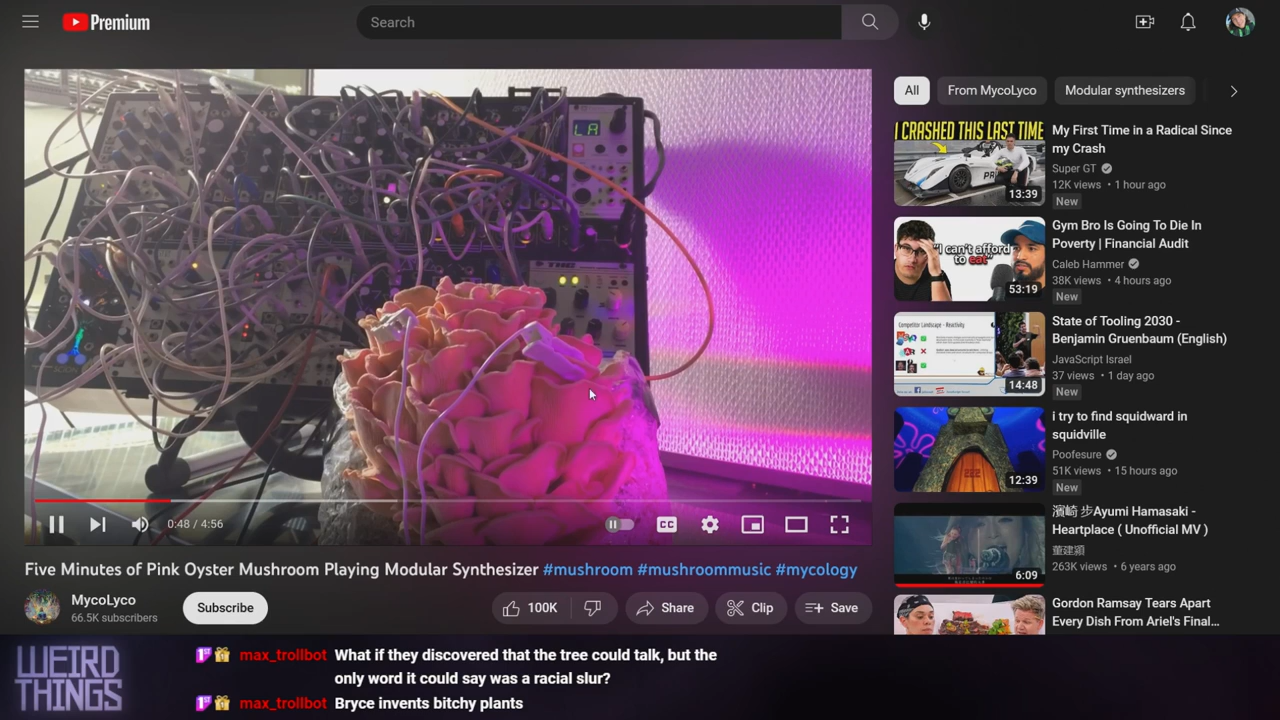 Premium
Search
All
From MycoLyco
Modular synthesizers
I CRASHED THIS LAST TIME
13:39
My First Time in a Radical Since
my Crash
Super GT
12K views • 1 hour ago
New
"I can't afford
to eat"
53:19
Gym Bro Is Going To Die In
Poverty | Financial Audit
Caleb Hammer
38K views • 4 hours ago
New
Competitor Landscape - Reactivity
14:48
State of Tooling 2030 -
Benjamin Gruenbaum (English)
JavaScript Israel
37 views • 1 day ago
New
12:39
i try to find squidward in
squidville
Poofesure
51K views • 15 hours ago
New
6:09
濱崎 步Ayumi Hamasaki -
Heartplace ( Unofficial MV )
董建穎
263K views • 6 years ago
Gordon Ramsay Tears Apart
Every Dish From Ariel's Final...
0:48 / 4:56
CC
Five Minutes of Pink Oyster Mushroom Playing Modular Synthesizer #mushroom #mushroommusic #mycology
MycoLyco
66.5K subscribers
Subscribe
100K
Share
Clip
Save
WEIRD
THINGS
max_trollbot What if they discovered that the tree could talk, but the
only word it could say was a racial slur?
max_trollbot Bryce invents bitchy plants